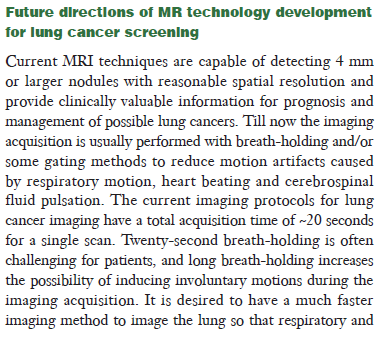 Future directions of MR technology development
for lung cancer screening
Current MRI techniques are capable of detecting 4 mm
or larger nodules with reasonable spatial resolution and
provide clinically valuable information for prognosis and
management of possible lung cancers. Till now the imaging
acquisition is usually performed with breath-holding and/or
some gating methods to reduce motion artifacts caused
by respiratory motion, heart beating and cerebrospinal
fluid pulsation. The current imaging protocols for lung
cancer imaging have a total acquisition time of ~20 seconds
for a single scan. Twenty-second breath-holding is often
challenging for patients, and long breath-holding increases
the possibility of inducing involuntary motions during the
imaging acquisition. It is desired to have a much faster
imaging method to image the lung so that respiratory and